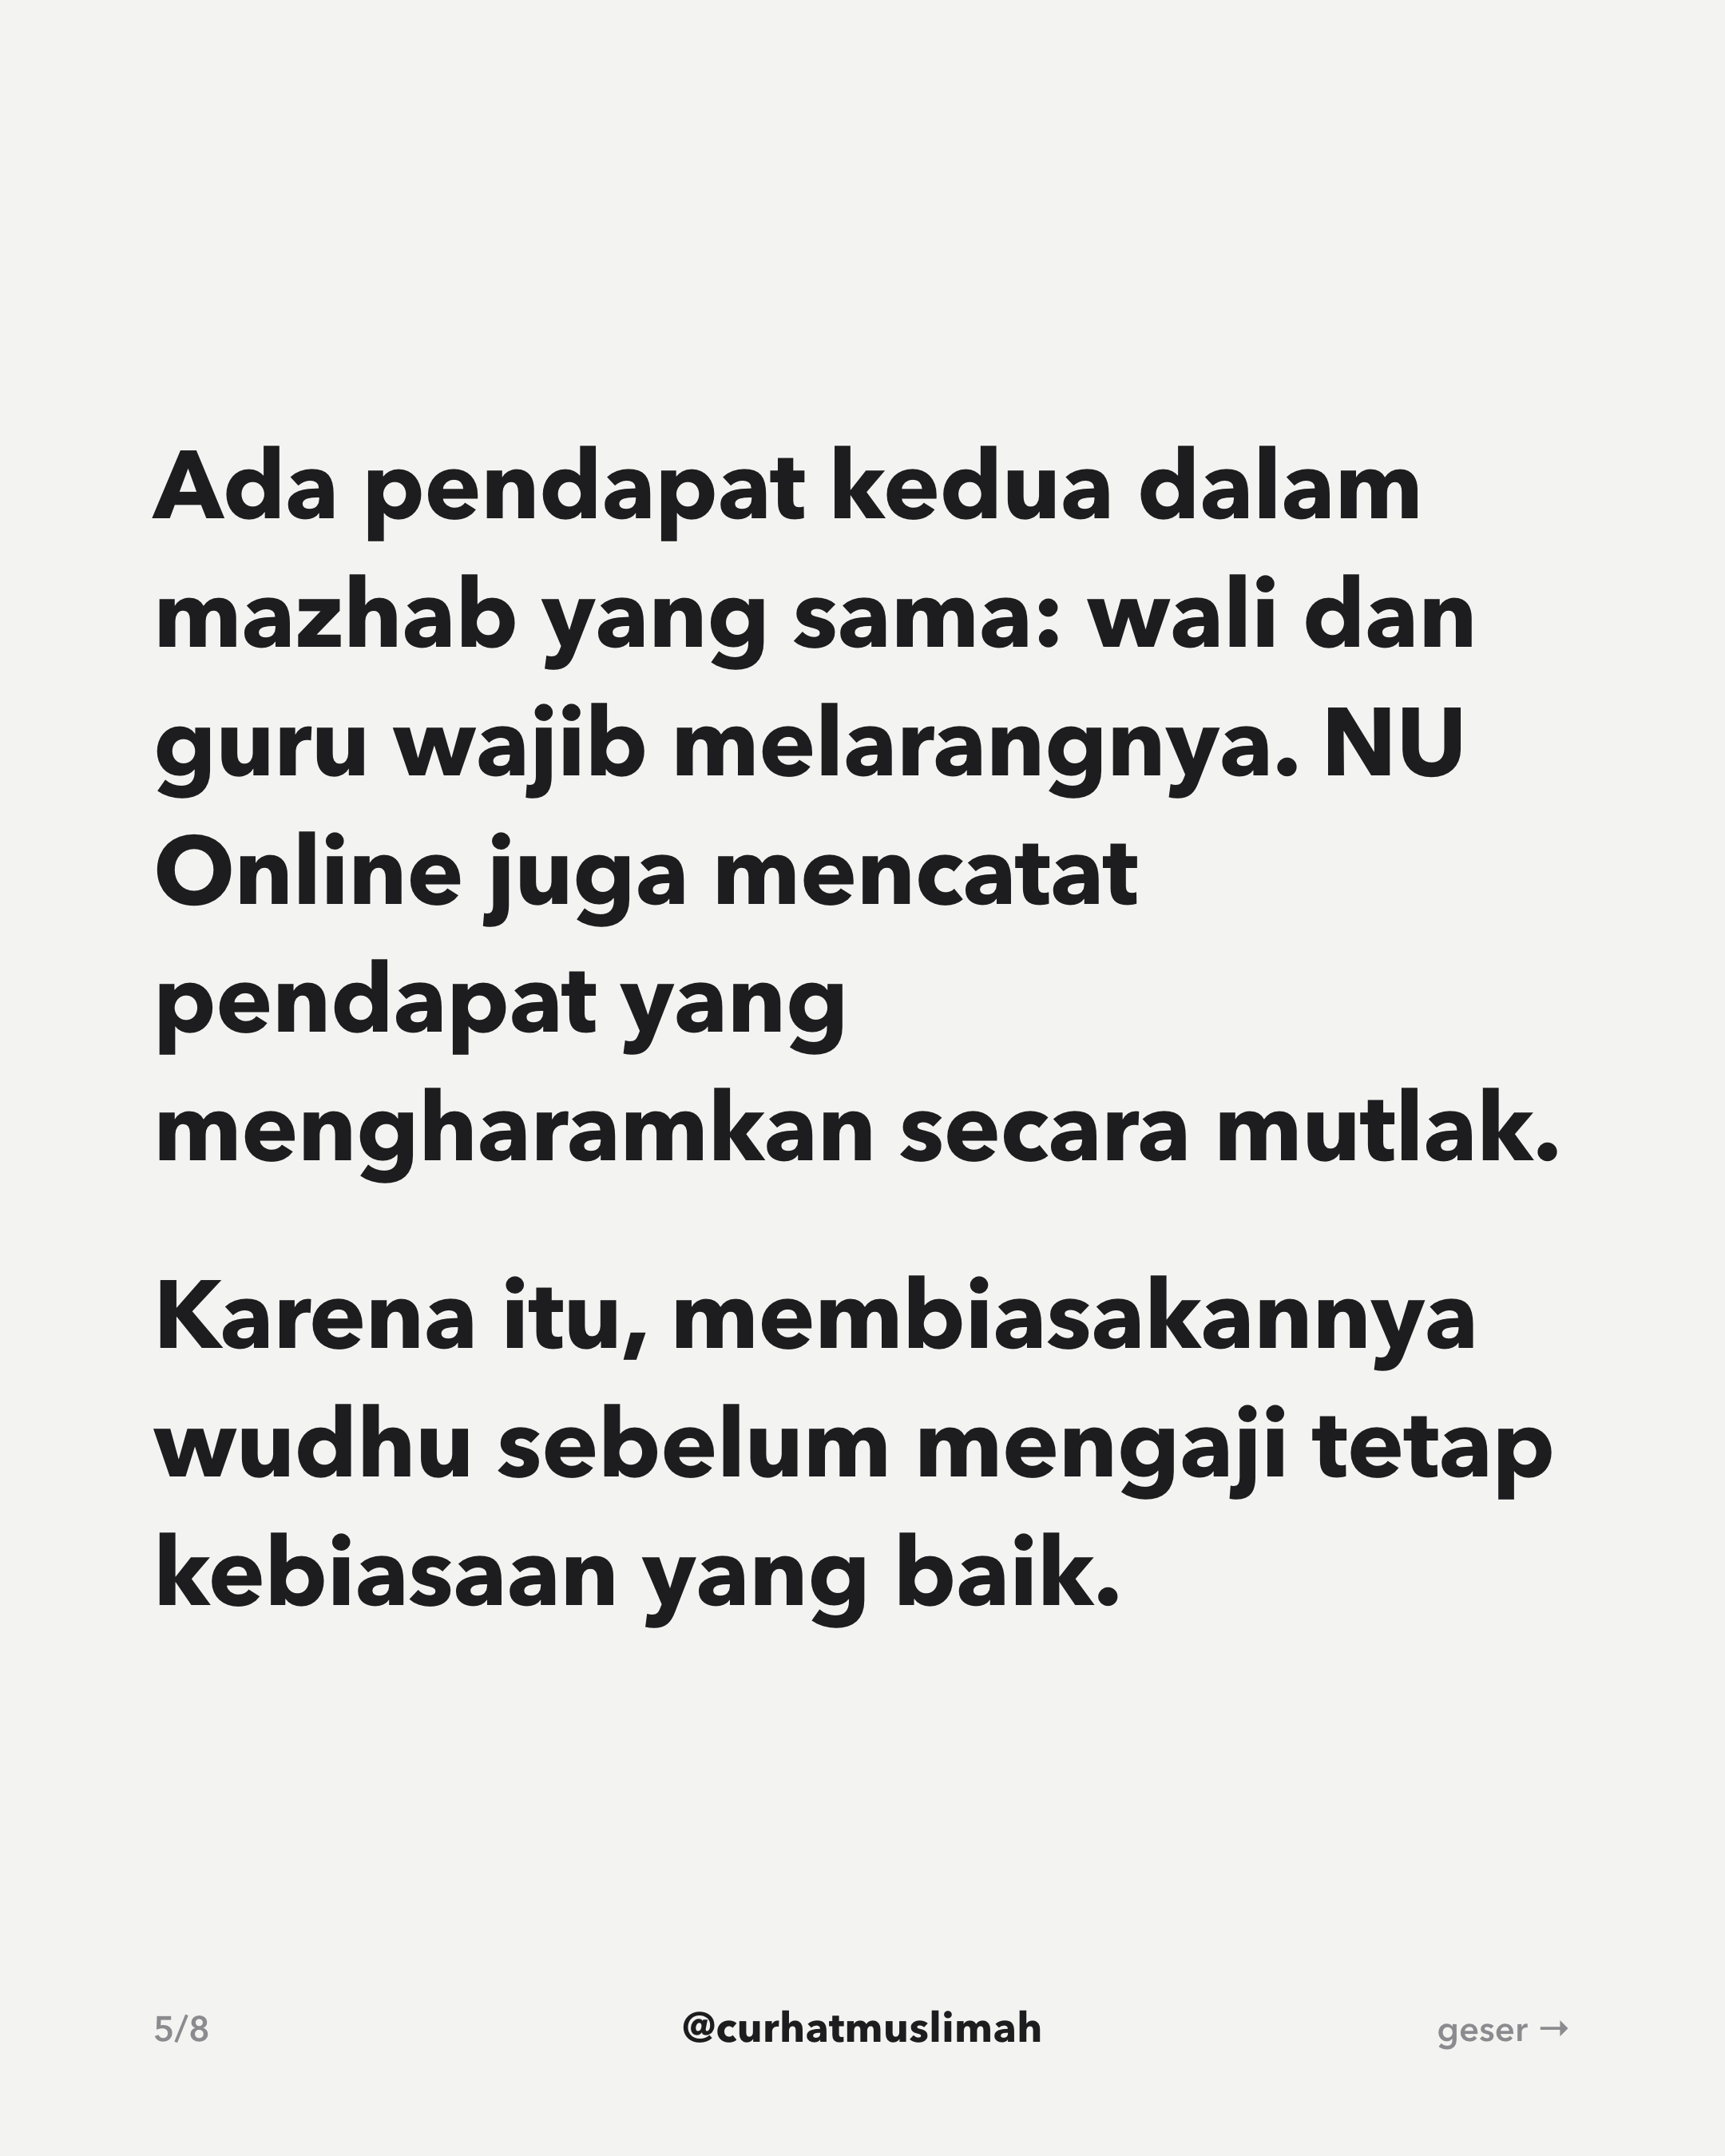 Ada pendapat kedua dalam
mazhab yang sama: wali dan
guru wajib melarangnya. NU
Online juga mencatat
pendapat yang
mengharamkan secara mutlak.
Karena itu, membiasakannya
wudhu sebelum mengaji tetap
kebiasaan yang baik.
5/8
@curhatmuslimah
geser →